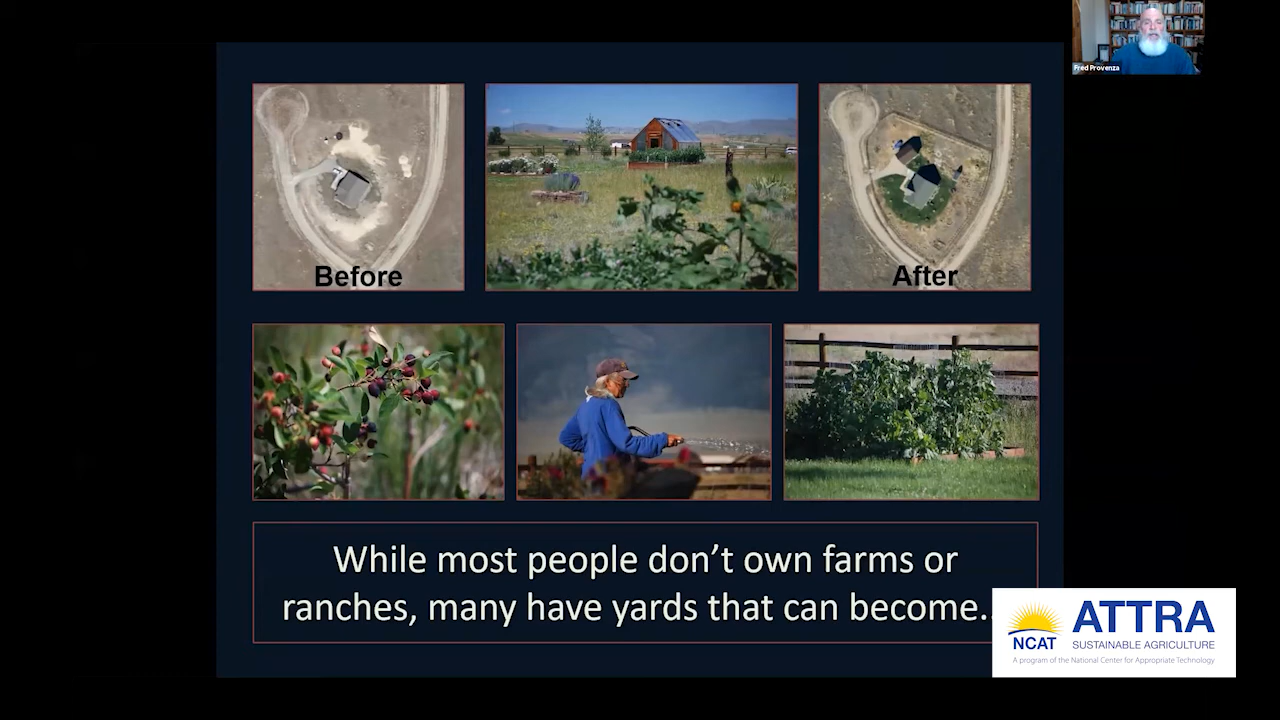 Fred Provenza
Before
After
While most people don't own farms or
ranches, many have yards that can become..
NCAT
ATTRA
SUSTAINABLE AGRICULTURE
A program of the National Center for Appropriate Technology